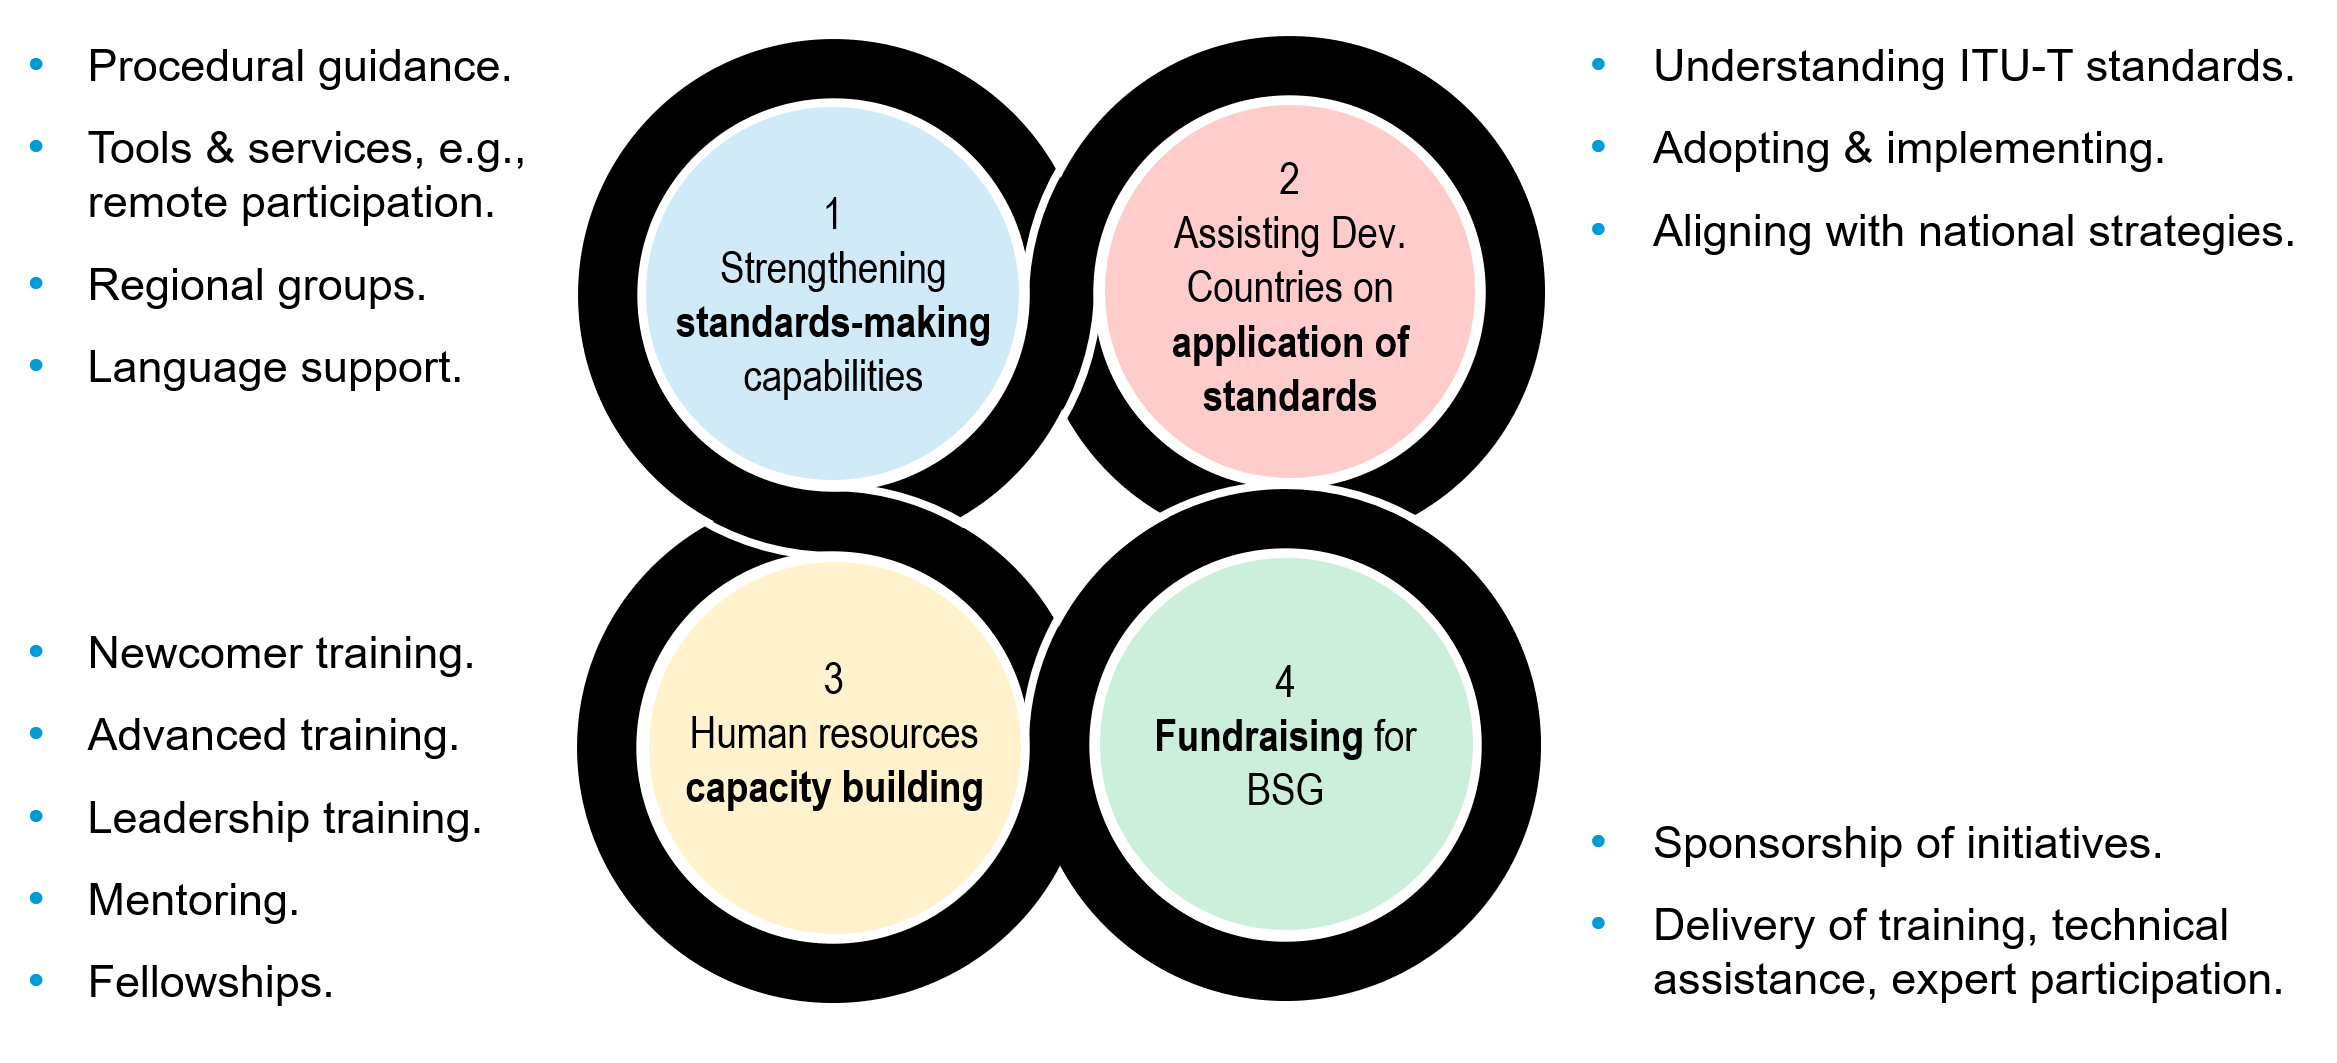 • Procedural guidance.
• Tools & services, e.g.,
remote participation.
• Regional groups.
• Language support.
1
Strengthening
standards-making
capabilities
2
Assisting Dev.
Countries on
application of
standards
• Understanding ITU-T standards.
• Adopting & implementing.
• Aligning with national strategies.
• Newcomer training.
• Advanced training.
• Leadership training.
• Mentoring.
• Fellowships.
3
Human resources
capacity building
4
Fundraising for
BSG
• Sponsorship of initiatives.
• Delivery of training, technical
assistance, expert participation.